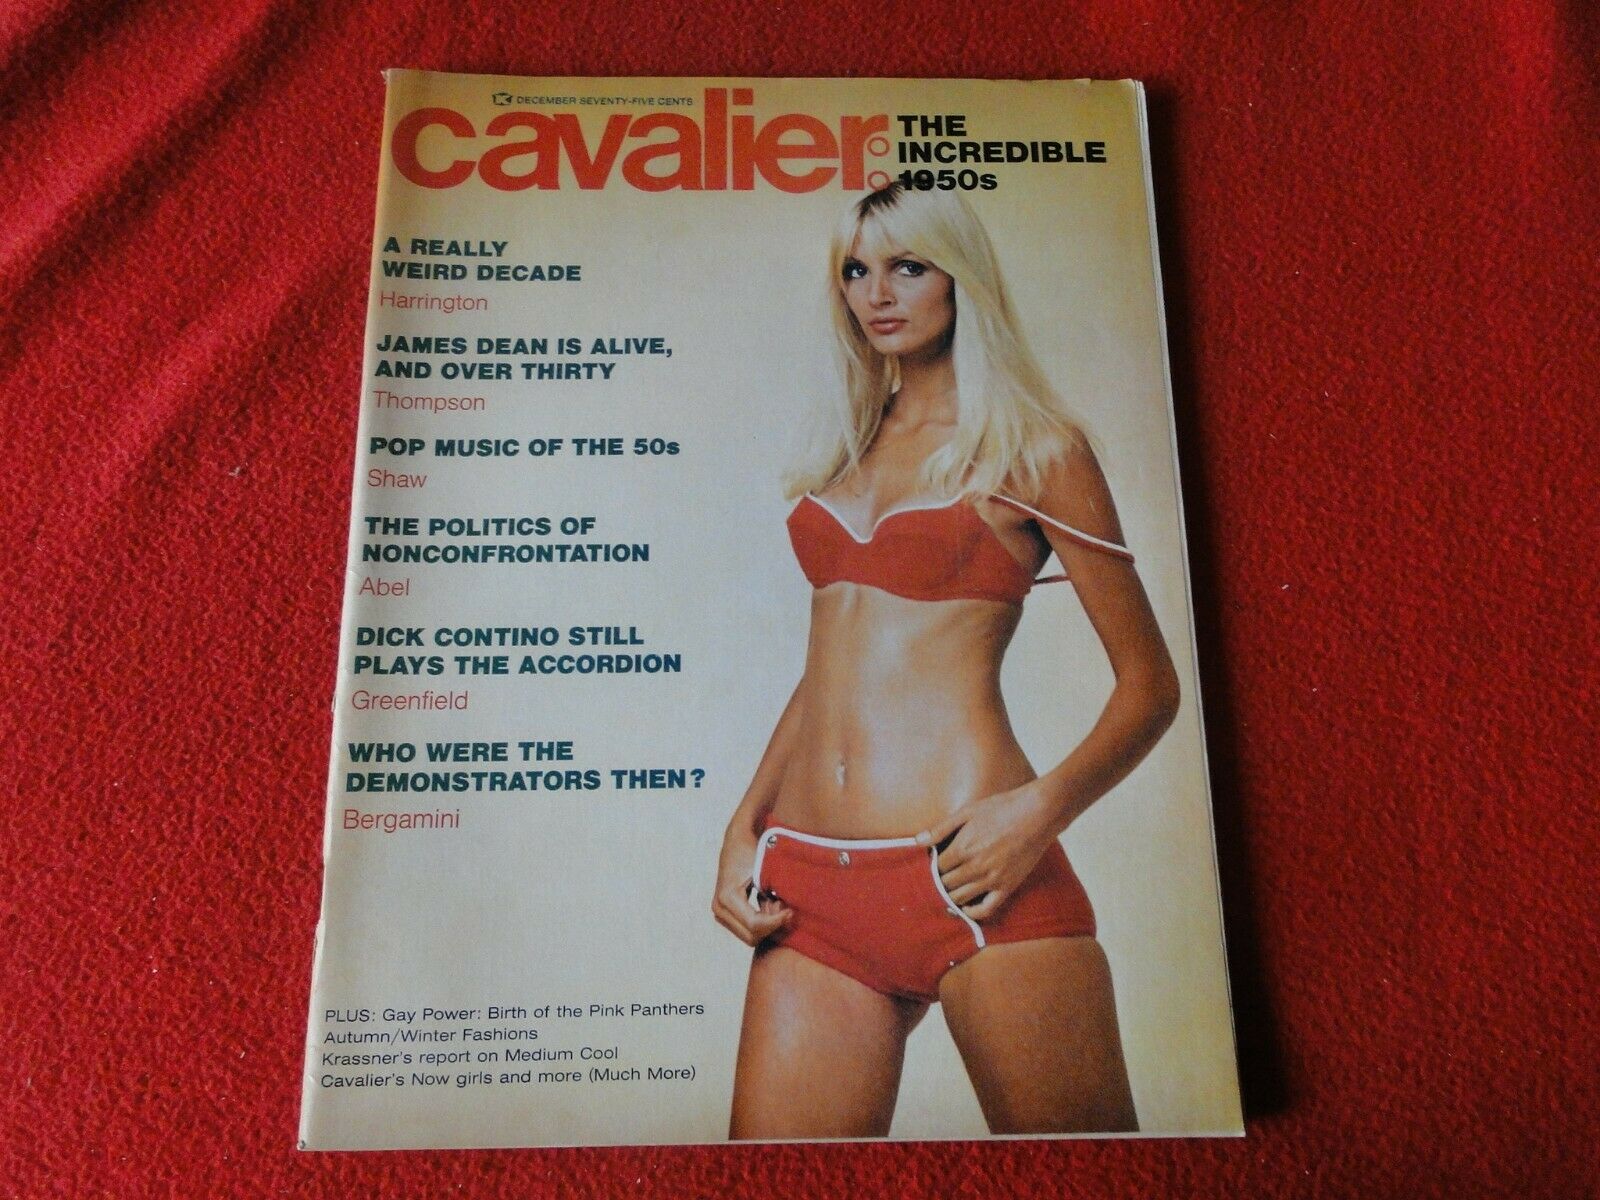 DECEMBER SEVENTY-FIVE CENTS
cavalier
THE
INCREDIBLE
1950s
A REALLY
WEIRD DECADE
Harrington
JAMES DEAN IS ALIVE,
AND OVER THIRTY
Thompson
POP MUSIC OF THE 50s
Shaw
THE POLITICS OF
NONCONFRONTATION
Abel
DICK CONTINO STILL
PLAYS THE ACCORDION
Greenfield
WHO WERE THE
DEMONSTRATORS THEN?
Bergamini
PLUS: Gay Power: Birth of the Pink Panthers
Autumn/Winter Fashions
Krassner's report on Medium Cool
Cavalier's Now girls and more (Much More)